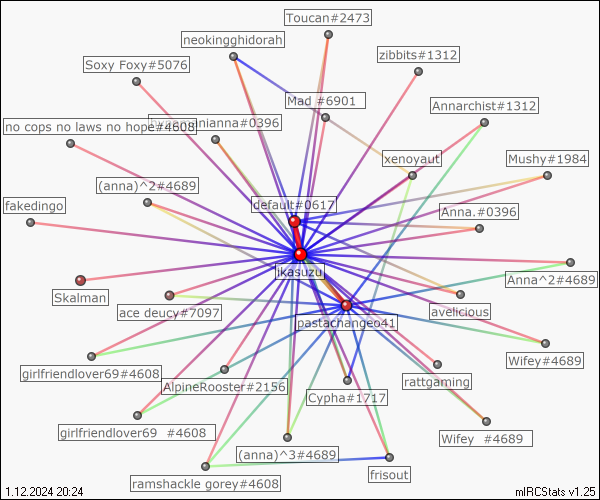 Toucan#2473
neokingghidorah
zibbits#1312
Soxy Foxy#5076
Mad #6901
Annarchist#1312
no cops no laws no hope#4608
nianna#0396
xenoyaut
Mushy#1984
(anna)^2#4689
default#0617
fakedingo
Anna.#0396
ikasuzu
Anna^2#4689
Skalman
ace deucy#7097
avelicious
pastachangeo41
girlfriendlover69#4608
Wifey#4689
AlpineRooster#2156
rattgaming
Cypha#1717
girlfriendlover69 #4608
Wifey #4689
(anna)^3#4689
ramshackle gorey#4608
frisout
1.12.2024 20:24
mIRCStats v1.25